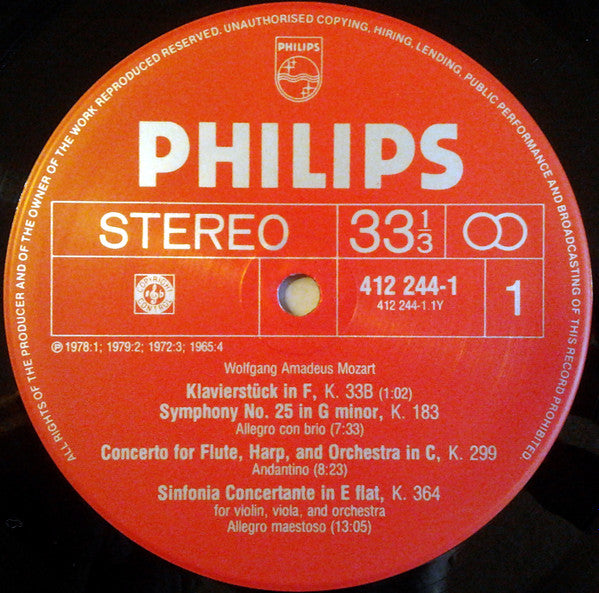 ALL RIGHTS OF THE PRODUCER AND OF THE OWNER OF THE WORK REPRODUCED RESERVED. UNAUTHORISED COPYING, HIRING, LENDING, PUBLIC PERFORMANCE AND BROADCASTING OF THIS RECORD PROHIBITED
PHILIPS
PHILIPS
STEREO 33 1/3
COPYRIGHT CONTROL
412 244-1
412 244-1.1Y
1
℗ 1978:1; 1979:2; 1972:3; 1965:4
Wolfgang Amadeus Mozart
Klavierstück in F, K. 33B (1:02)
Symphony No. 25 in G minor, K. 183
Allegro con brio (7:33)
Concerto for Flute, Harp, and Orchestra in C, K. 299
Andantino (8:23)
Sinfonia Concertante in E flat, K. 364
for violin, viola, and orchestra
Allegro maestoso (13:05)